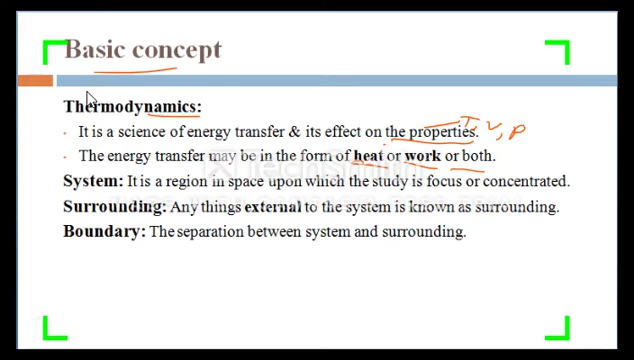 Basic concept
Thermodynamics:
• It is a science of energy transfer & its effect on the properties. T, V, P
• The energy transfer may be in the form of heat or work or both.
System: It is a region in space upon which the study is focus or concentrated.
Surrounding: Any things external to the system is known as surrounding.
Boundary: The separation between system and surrounding.
TechSmith